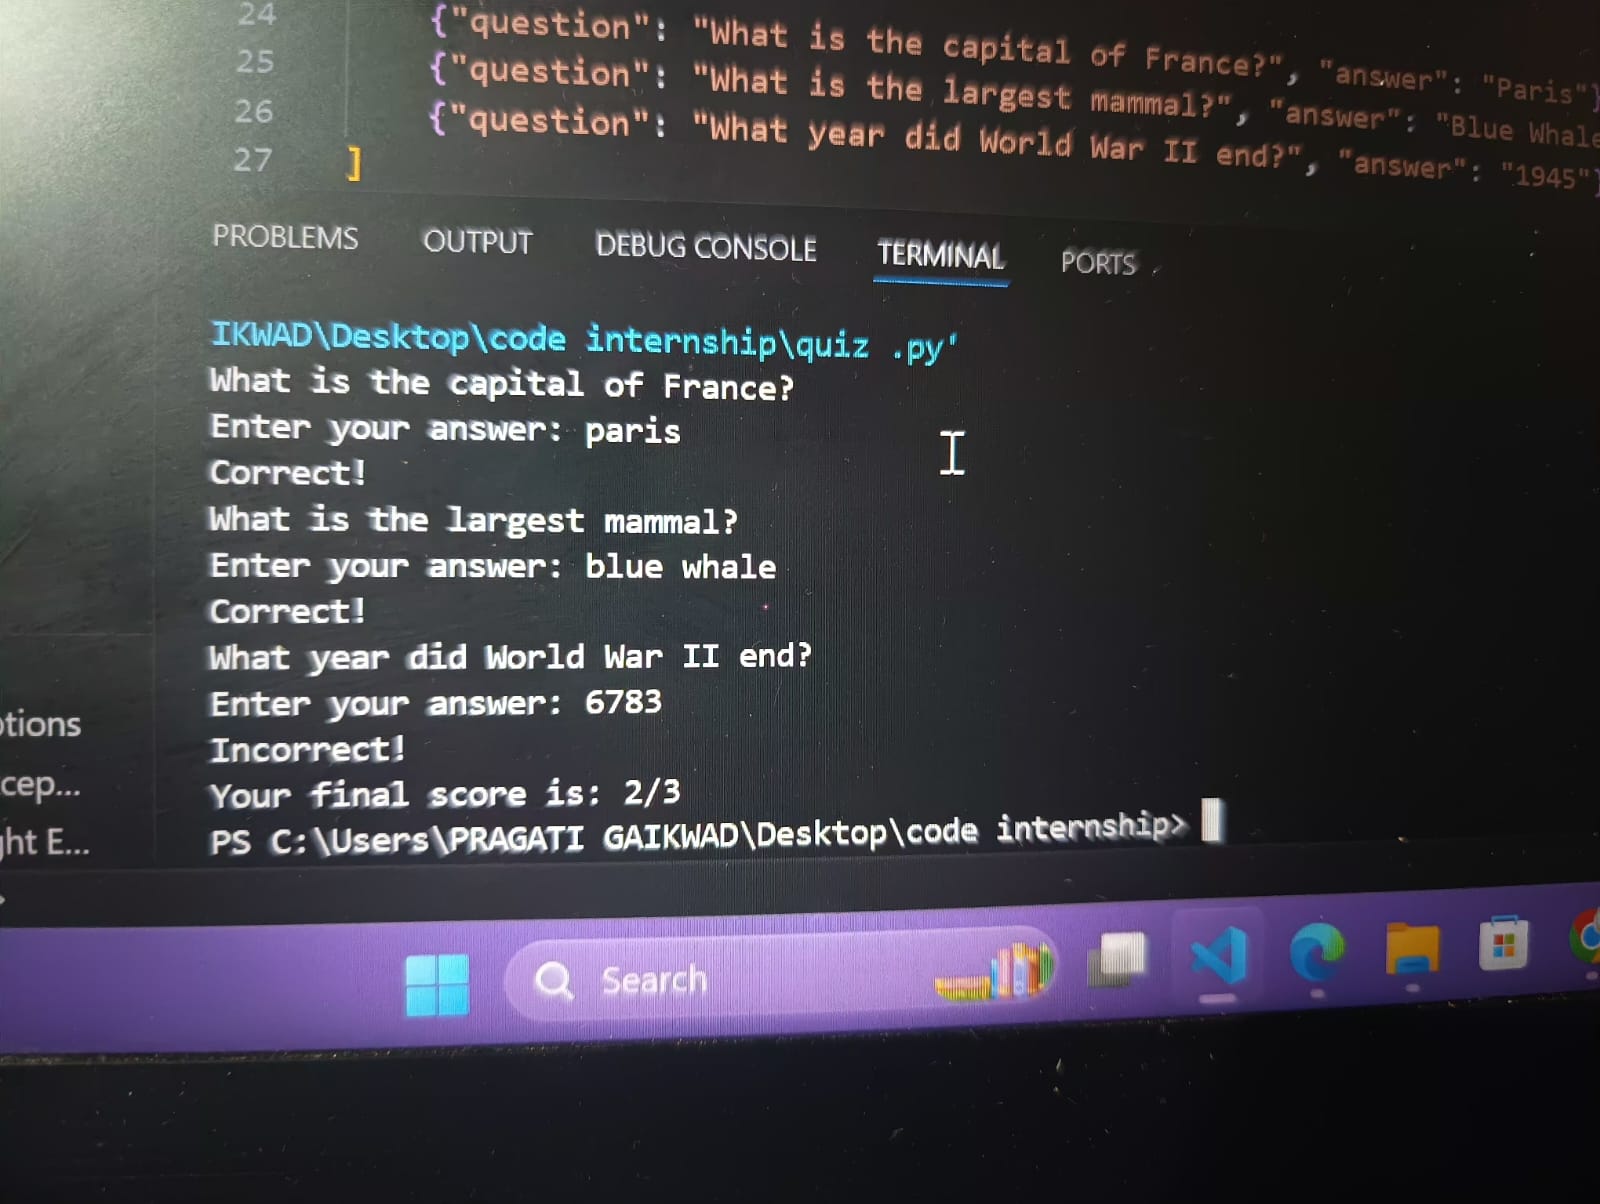 24 {"question": "What is the capital of France?", "answer": "Paris"}
25 {"question": "What is the largest mammal?", "answer": "Blue Whale
26 {"question": "What year did World War II end?", "answer": "1945"}
27 ]
PROBLEMS OUTPUT DEBUG CONSOLE TERMINAL PORTS
IKWAD\Desktop\code internship\quiz .py'
What is the capital of France?
Enter your answer: paris
Correct!
What is the largest mammal?
Enter your answer: blue whale
Correct!
What year did World War II end?
Enter your answer: 6783
Incorrect!
Your final score is: 2/3
PS C:\Users\PRAGATI GAIKWAD\Desktop\code internship>
ptions
cep...
ht E...
Search